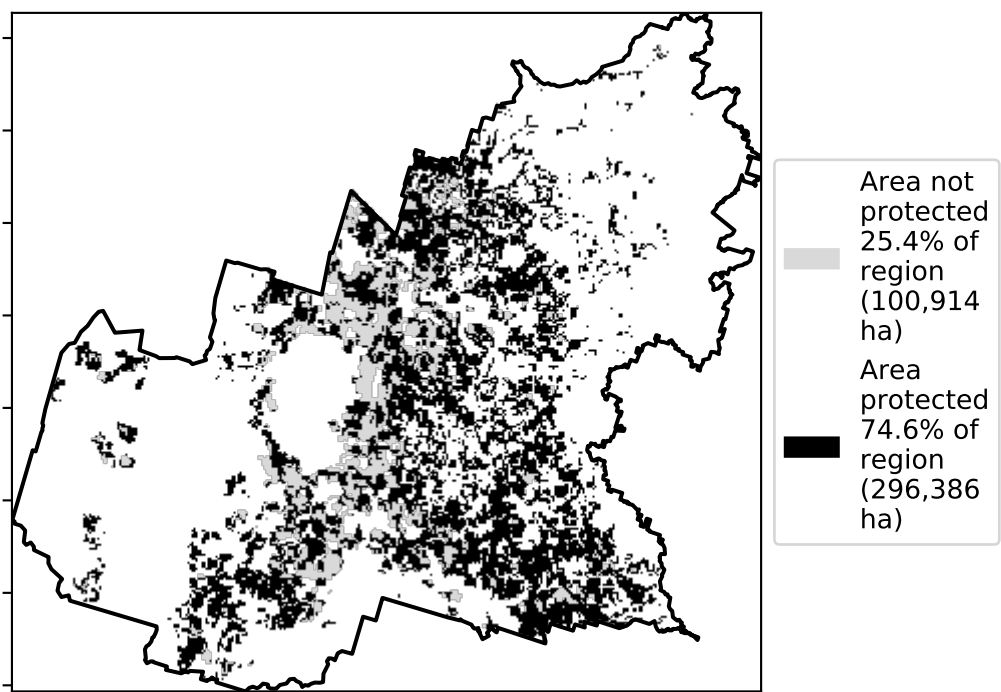 Area not
protected
25.4% of
region
(100,914
ha)
Area
protected
74.6% of
region
(296,386
ha)